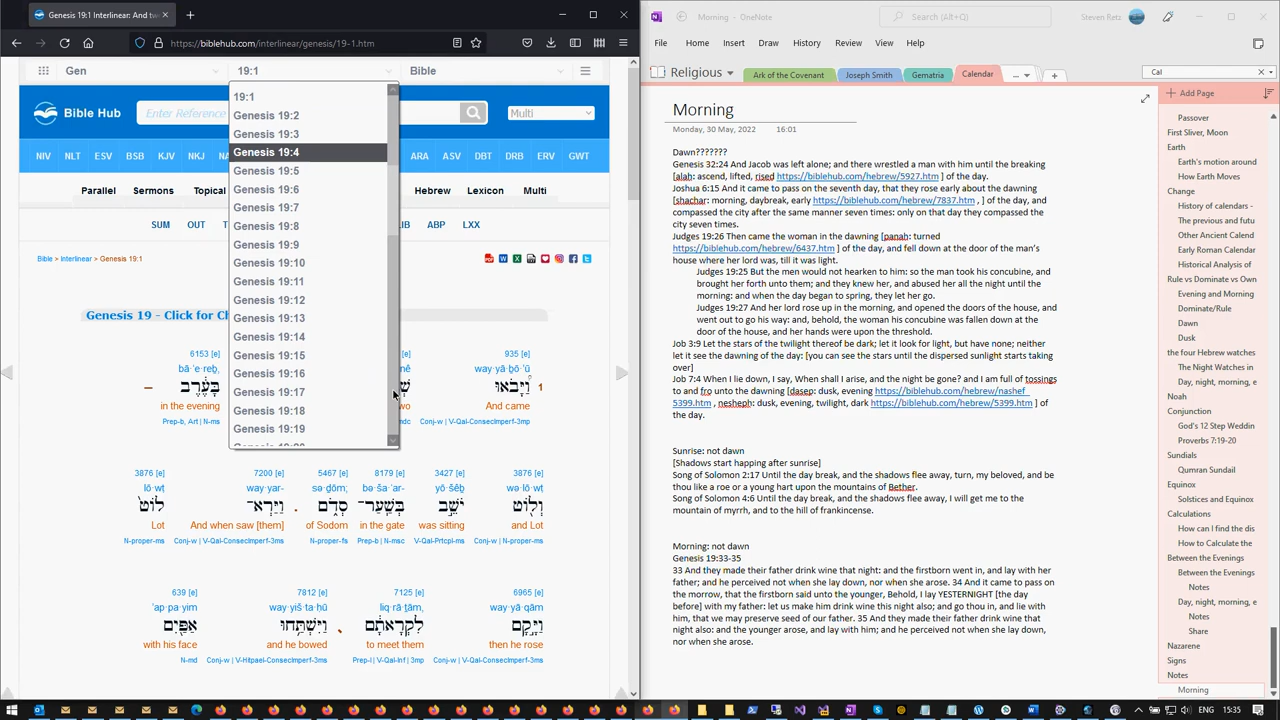 Genesis 19:1 Interlinear: And tw
https://biblehub.com/interlinear/genesis/19-1.htm
Gen
19:1
Bible
Bible Hub
Enter Reference
Multi
NIV NLT ESV BSB KJV NKJ
ARA ASV DBT DRB ERV GWT
Parallel Sermons Topical
Hebrew Lexicon Multi
SUM OUT
ABP LXX
Bible > Interlinear > Genesis 19:1
19:1
Genesis 19:2
Genesis 19:3
Genesis 19:4
Genesis 19:5
Genesis 19:6
Genesis 19:7
Genesis 19:8
Genesis 19:9
Genesis 19:10
Genesis 19:11
Genesis 19:12
Genesis 19:13
Genesis 19:14
Genesis 19:15
Genesis 19:16
Genesis 19:17
Genesis 19:18
Genesis 19:19
Genesis 19 - Click for Ch
6153 [e]
935 [e]
bā·‘e·reḇ,
way·yā·ḇō·’ū
בָּעֶ֔רֶב
וַ֠יָּבֹאוּ 1
in the evening
And came
Prep-b, Art | N-ms
Conj-w | V-Qal-ConsecImperf-3mp
3876 [e] 7200 [e] 5467 [e] 8179 [e] 3427 [e] 3876 [e]
lō·wṭ way·yar- sə·ḏōm; bə·ša·‘ar- yō·šêḇ wə·lō·wṭ
וְל֖וֹט יֹשֵׁ֣ב בְּשַֽׁעַר־ סְדֹ֑ם . וַיַּרְא־ לוֹט֙
Lot And when saw [them] of Sodom in the gate was sitting and Lot
N-proper-ms Conj-w | V-Qal-ConsecImperf-3ms N-proper-fs Prep-b | N-msc V-Qal-Prtcpl-ms Conj-w | N-proper-ms
639 [e] 7812 [e] 7125 [e] 6965 [e]
’ap·pa·yim way·yiš·ta·ḥū liq·rā·ṯām, way·yā·qām
וַיָּ֣קָם לִקְרָאתָ֔ם . וַיִּשְׁתַּ֥חוּ אַפַּ֖יִם
with his face and he bowed to meet them then he rose
N-md Conj-w | V-Hitpael-ConsecImperf-3ms Prep-l | V-Qal-Inf | 3mp Conj-w | V-Qal-ConsecImperf-3ms
Morning - OneNote
Search (Alt+Q)
Steven Retz
File Home Insert Draw History Review View Help
Religious
Ark of the Covenant Joseph Smith Gematria Calendar
Cal
Morning
Monday, 30 May, 2022 16:01
Dawn???????
Genesis 32:24 And Jacob was left alone; and there wrestled a man with him until the breaking
[alah: ascend, lifted, rised https://biblehub.com/hebrew/5927.htm ] of the day.
Joshua 6:15 And it came to pass on the seventh day, that they rose early about the dawning
[shachar: morning, daybreak, early https://biblehub.com/hebrew/7837.htm , ] of the day, and
compassed the city after the same manner seven times: only on that day they compassed the
city seven times.
Judges 19:26 Then came the woman in the dawning [panah: turned
https://biblehub.com/hebrew/6437.htm ] of the day, and fell down at the door of the man's
house where her lord was, till it was light.
Judges 19:25 But the men would not hearken to him: so the man took his concubine, and
brought her forth unto them; and they knew her, and abused her all the night until the
morning: and when the day began to spring, they let her go.
Judges 19:27 And her lord rose up in the morning, and opened the doors of the house, and
went out to go his way: and, behold, the woman his concubine was fallen down at the
door of the house, and her hands were upon the threshold.
Job 3:9 Let the stars of the twilight thereof be dark; let it look for light, but have none; neither
let it see the dawning of the day: [you can see the stars until the dispersed sunlight starts taking
over]
Job 7:4 When I lie down, I say, When shall I arise, and the night be gone? and I am full of tossings
to and fro unto the dawning [dasep: dusk, evening https://biblehub.com/hebrew/nashef_
5399.htm , nesheph: dusk, evening, twilight, dark https://biblehub.com/hebrew/5399.htm ] of
the day.
Sunrise: not dawn
[Shadows start happing after sunrise]
Song of Solomon 2:17 Until the day break, and the shadows flee away, turn, my beloved, and be
thou like a roe or a young hart upon the mountains of Bether.
Song of Solomon 4:6 Until the day break, and the shadows flee away, I will get me to the
mountain of myrrh, and to the hill of frankincense.
Morning: not dawn
Genesis 19:33-35
33 And they made their father drink wine that night: and the firstborn went in, and lay with her
father; and he perceived not when she lay down, nor when she arose. 34 And it came to pass on
the morrow, that the firstborn said unto the younger, Behold, I lay YESTERNIGHT [the day
before] with my father: let us make him drink wine this night also; and go thou in, and lie with
him, that we may preserve seed of our father. 35 And they made their father drink wine that
night also: and the younger arose, and lay with him; and he perceived not when she lay down,
nor when she arose.
Add Page
Passover
First Sliver, Moon
Earth
Earth's motion around
How Earth Moves
Change
History of calendars -
The previous and futu
Other Ancient Calend
Early Roman Calendar
Historical Analysis of
Rule vs Dominate vs Own
Evening and Morning
Dominate/Rule
Dawn
Dusk
the four Hebrew watches
The Night Watches in
Day, night, morning, e
Noah
Conjunction
God's 12 Step Weddin
Proverbs 7:19-20
Sundials
Qumran Sundail
Equinox
Solstices and Equinox
Calculations
How can I find the dis
How to Calculate the
Between the Evenings
Between the Evenings
Notes
Day, night, morning, e
Notes
Share
Nazarene
Signs
Notes
Morning
ENG 15:35